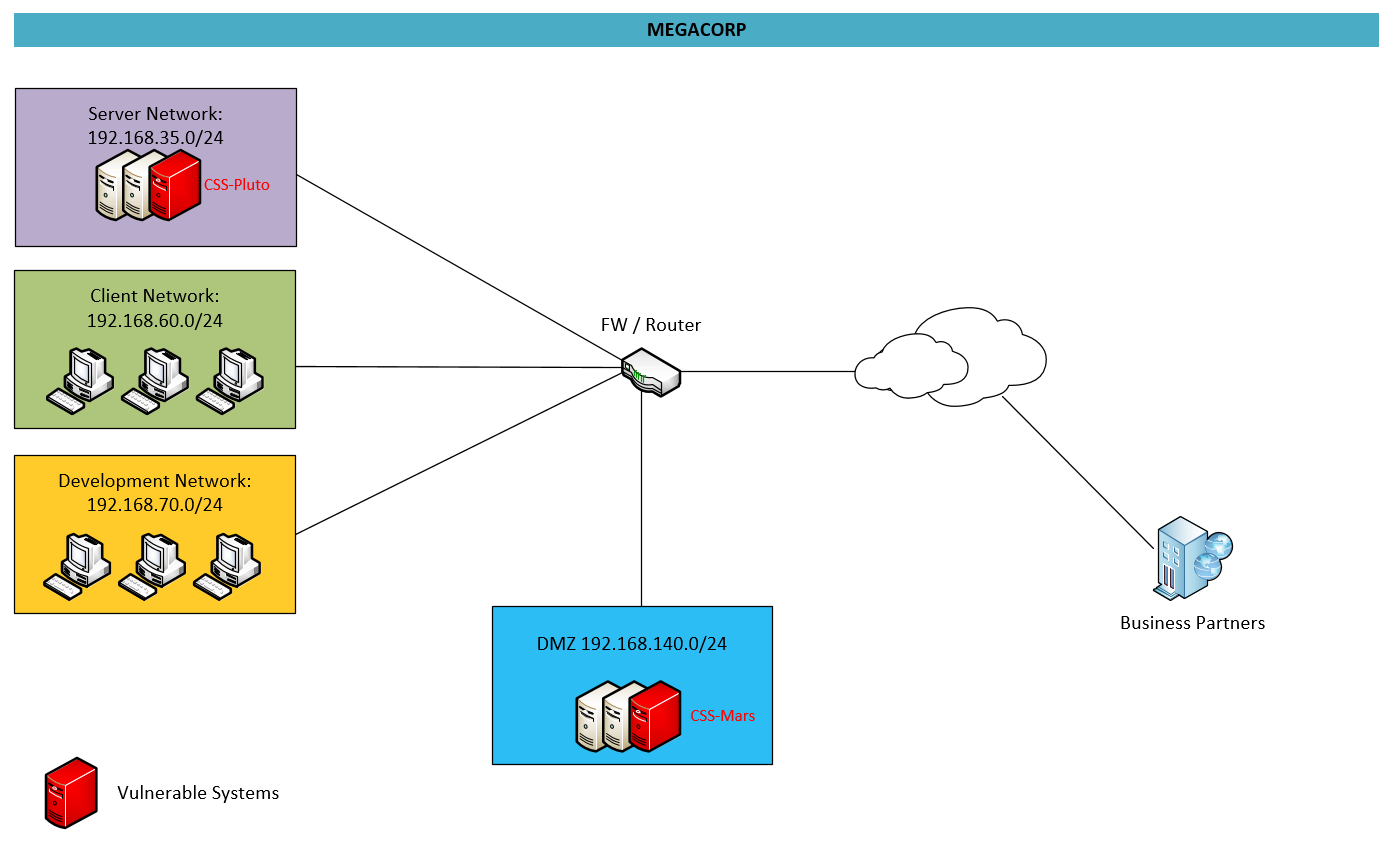 MEGACORP
Server Network:
192.168.35.0/24
CSS-Pluto
Client Network:
192.168.60.0/24
FW / Router
Development Network:
192.168.70.0/24
Business Partners
DMZ 192.168.140.0/24
CSS-Mars
Vulnerable Systems